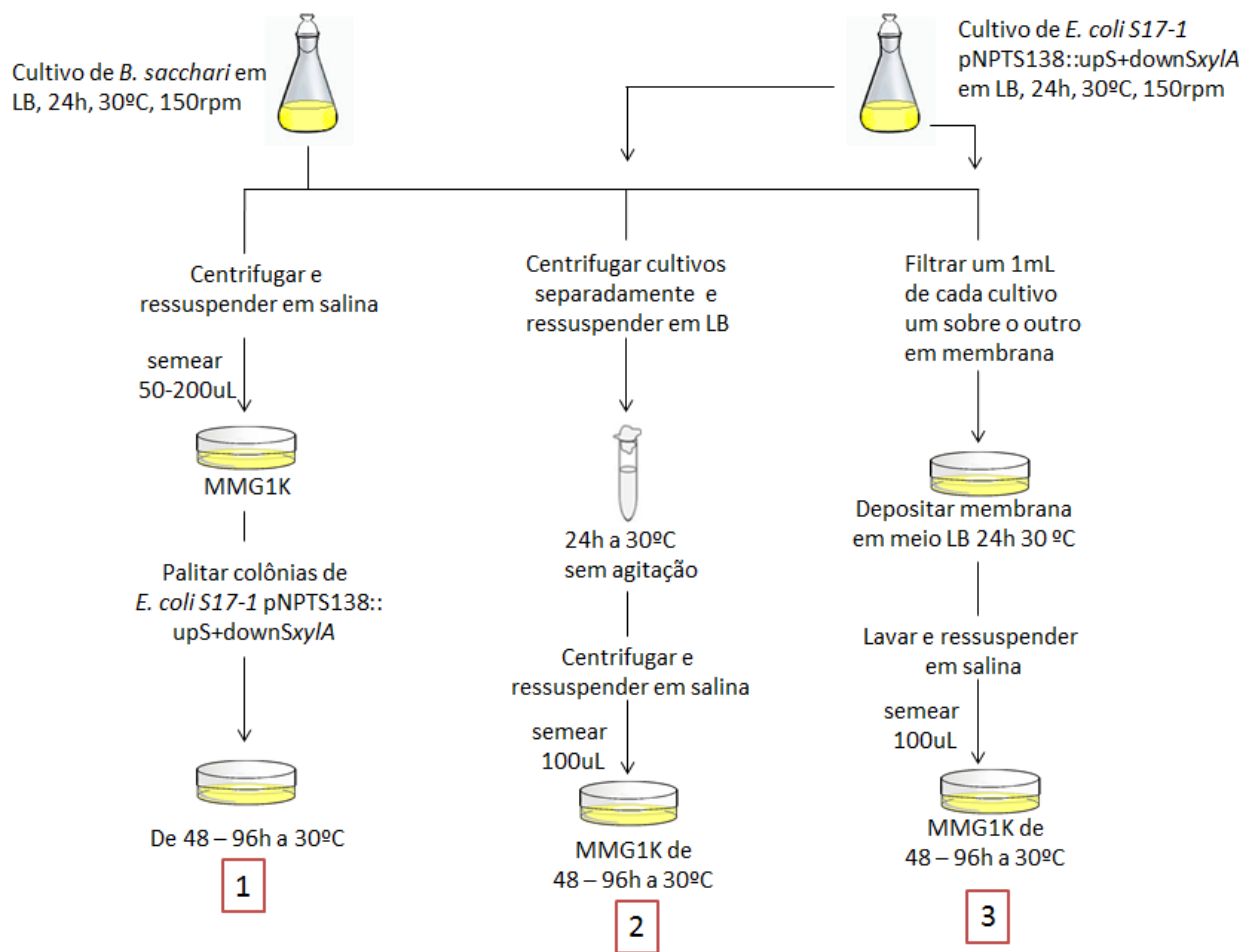 Cultivo de B. sacchari em
LB, 24h, 30ºC, 150rpm
Cultivo de E. coli S17-1
pNPTS138::upS+downSxylA
em LB, 24h, 30ºC, 150rpm
Centrifugar e
ressuspender em salina
semear
50-200uL
MMG1K
Palitar colônias de
E. coli S17-1 pNPTS138::
upS+downSxylA
De 48 – 96h a 30ºC
1
Centrifugar cultivos
separadamente e
ressuspender em LB
24h a 30ºC
sem agitação
Centrifugar e
ressuspender em salina
semear
100uL
MMG1K de
48 – 96h a 30ºC
2
Filtrar um 1mL
de cada cultivo
um sobre o outro
em membrana
Depositar membrana
em meio LB 24h 30 ºC
Lavar e ressuspender
em salina
semear
100uL
MMG1K de
48 – 96h a 30ºC
3